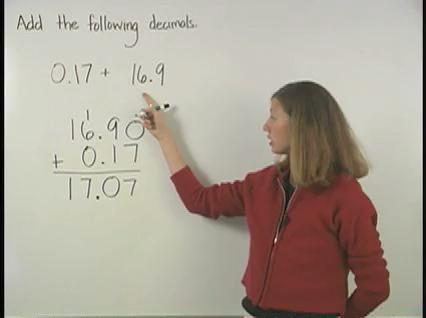 Add the following decimals.
0.17 + 16.9
1
16.90
+ 0.17
17.07